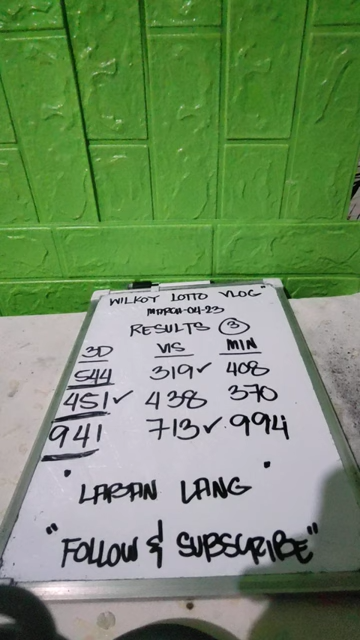 WILKOY LOTTO VLOG"
MARCH-04-23
RESULTS 3
3D VIS MIN
544 319✓ 408
451✓ 438 370
941 713✓ 994
" LABAN LANG "
"FOLLOW & SUBSCRIBE"